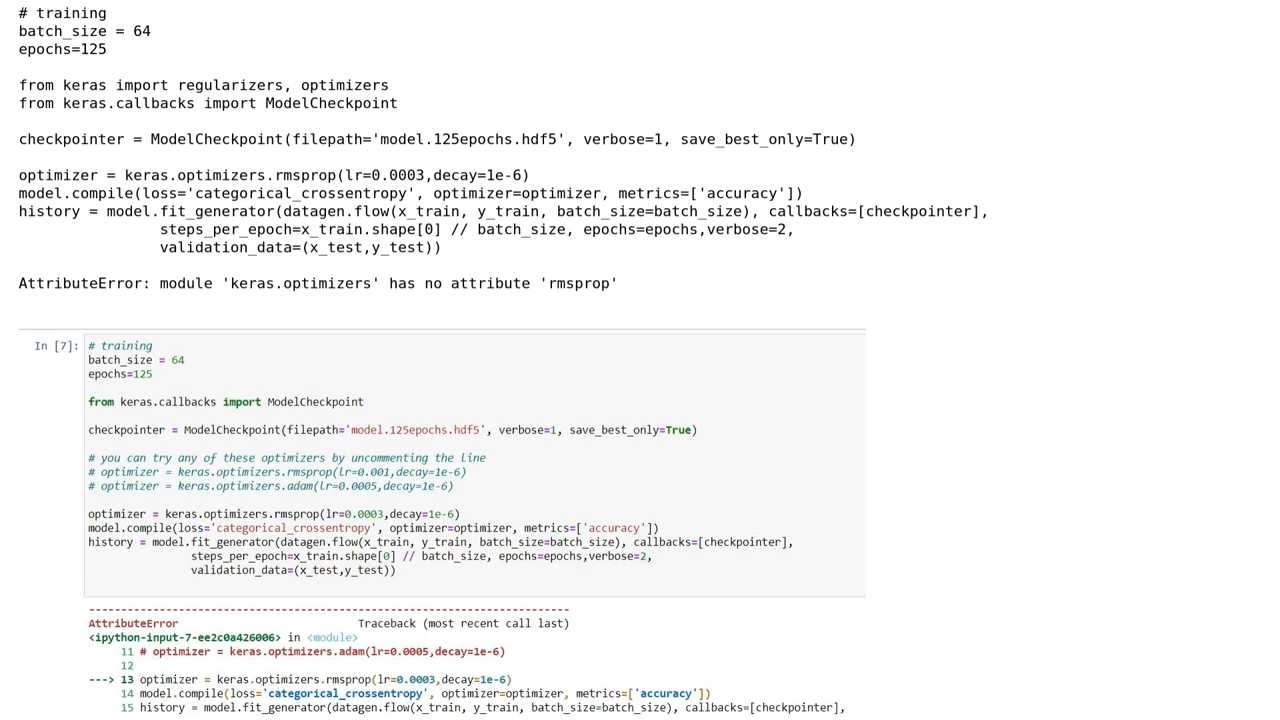 # training
batch_size = 64
epochs=125
from keras import regularizers, optimizers
from keras.callbacks import ModelCheckpoint
checkpointer = ModelCheckpoint(filepath='model.125epochs.hdf5', verbose=1, save_best_only=True)
optimizer = keras.optimizers.rmsprop(lr=0.0003,decay=1e-6)
model.compile(loss='categorical_crossentropy', optimizer=optimizer, metrics=['accuracy'])
history = model.fit_generator(datagen.flow(x_train, y_train, batch_size=batch_size), callbacks=[checkpointer],
steps_per_epoch=x_train.shape[0] // batch_size, epochs=epochs,verbose=2,
validation_data=(x_test,y_test))
AttributeError: module 'keras.optimizers' has no attribute 'rmsprop'
In [7]: # training
batch_size = 64
epochs=125
from keras.callbacks import ModelCheckpoint
checkpointer = ModelCheckpoint(filepath='model.125epochs.hdf5', verbose=1, save_best_only=True)
# you can try any of these optimizers by uncommenting the line
# optimizer = keras.optimizers.rmsprop(lr=0.001,decay=1e-6)
# optimizer = keras.optimizers.adam(lr=0.0005,decay=1e-6)
optimizer = keras.optimizers.rmsprop(lr=0.0003,decay=1e-6)
model.compile(loss='categorical_crossentropy', optimizer=optimizer, metrics=['accuracy'])
history = model.fit_generator(datagen.flow(x_train, y_train, batch_size=batch_size), callbacks=[checkpointer],
steps_per_epoch=x_train.shape[0] // batch_size, epochs=epochs,verbose=2,
validation_data=(x_test,y_test))
---------------------------------------------------------------------------
AttributeError Traceback (most recent call last)
<ipython-input-7-ee2c0a426006> in <module>
11 # optimizer = keras.optimizers.adam(lr=0.0005,decay=1e-6)
12
---> 13 optimizer = keras.optimizers.rmsprop(lr=0.0003,decay=1e-6)
14 model.compile(loss='categorical_crossentropy', optimizer=optimizer, metrics=['accuracy'])
15 history = model.fit_generator(datagen.flow(x_train, y_train, batch_size=batch_size), callbacks=[checkpointer],